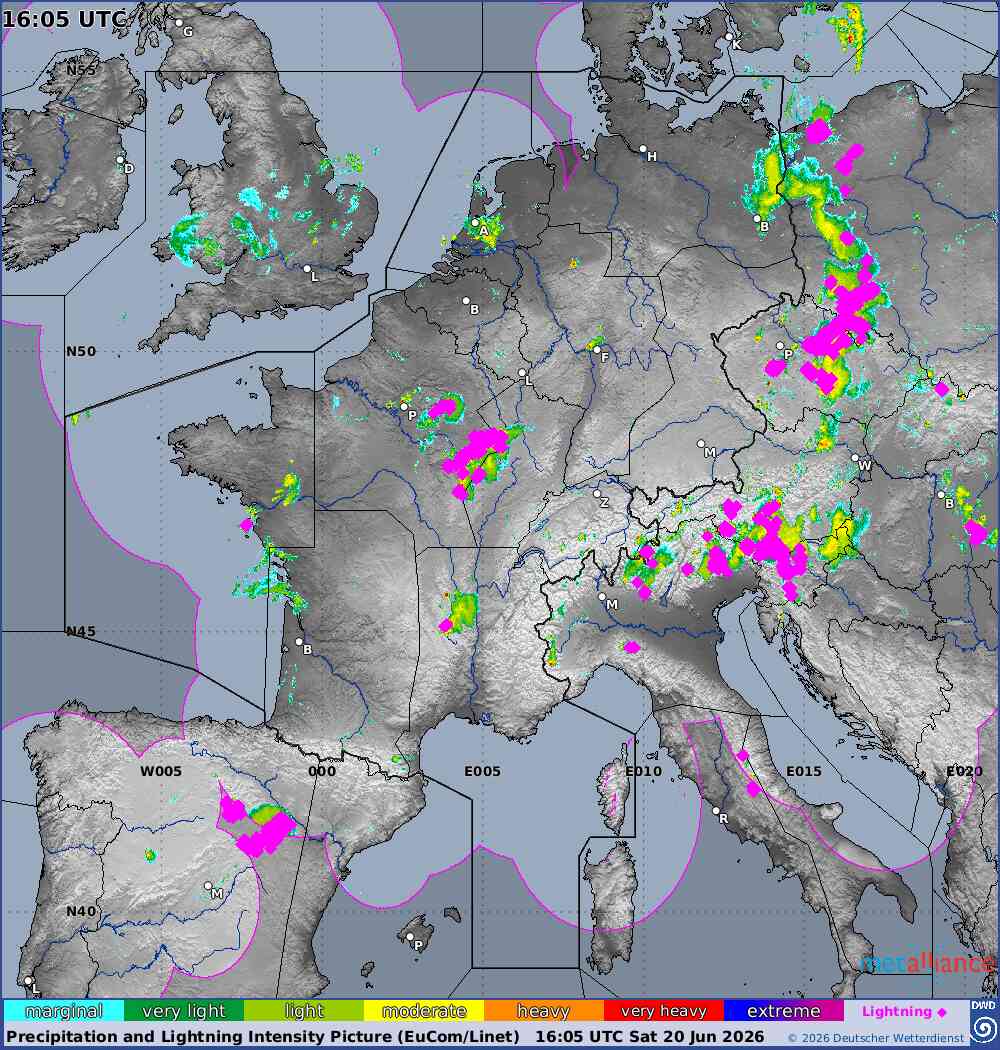 16:05 UTC
G
K
N55
D
H
B
A
L
B
N50
P
F
L
P
M
W
Z
B
M
N45
B
W005
000
E005
E010
E015
E020
R
M
N40
P
L
metalliance
marginal very light light moderate heavy very heavy extreme Lightning
DWD
Precipitation and Lightning Intensity Picture (EuCom/Linet) 16:05 UTC Sat 20 Jun 2026 © 2026 Deutscher Wetterdienst